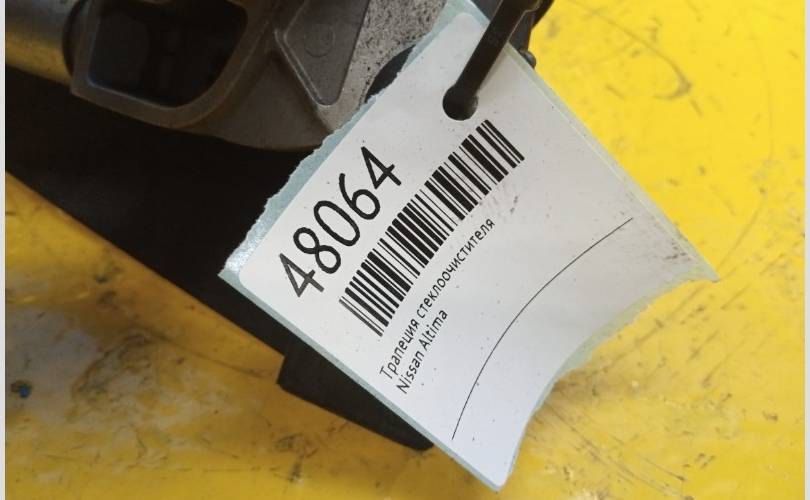 48064
Трапеция стеклоочистителя
Nissan Altima